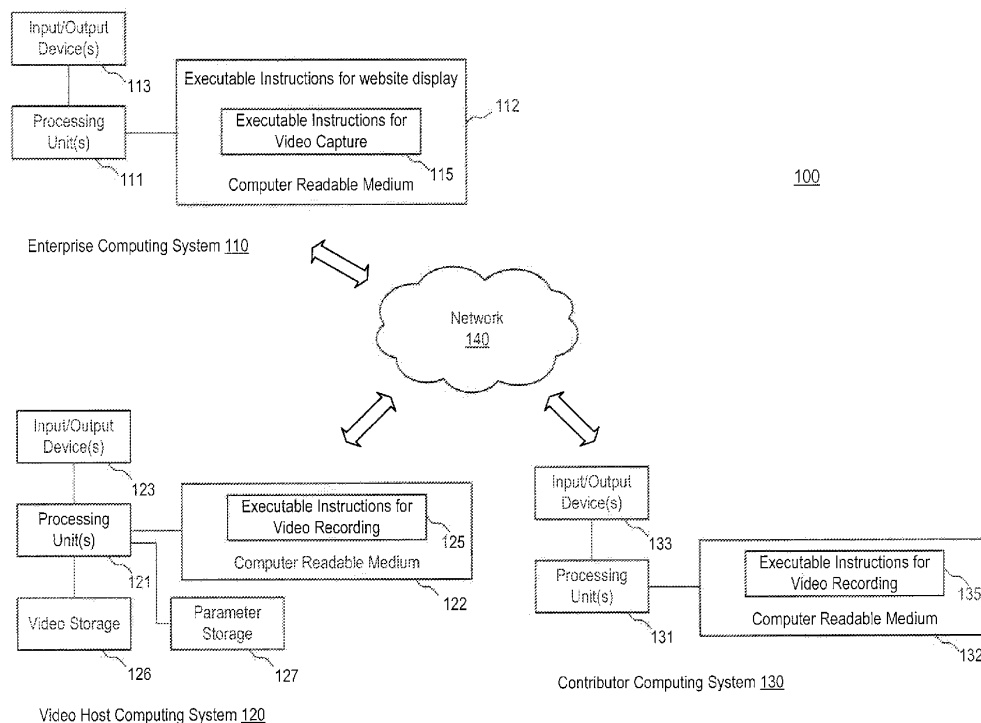 Input/Output
Device(s)
113
Processing
Unit(s)
111
Executable Instructions for website display
Executable Instructions for
Video Capture
115
Computer Readable Medium
112
100
Enterprise Computing System 110
Network
140
Input/Output
Device(s)
123
Processing
Unit(s)
121
Executable Instructions for
Video Recording
125
Computer Readable Medium
122
Video Storage
126
Parameter
Storage
127
Video Host Computing System 120
Input/Output
Device(s)
133
Processing
Unit(s)
131
Executable Instructions for
Video Recording
135
Computer Readable Medium
132
Contributor Computing System 130